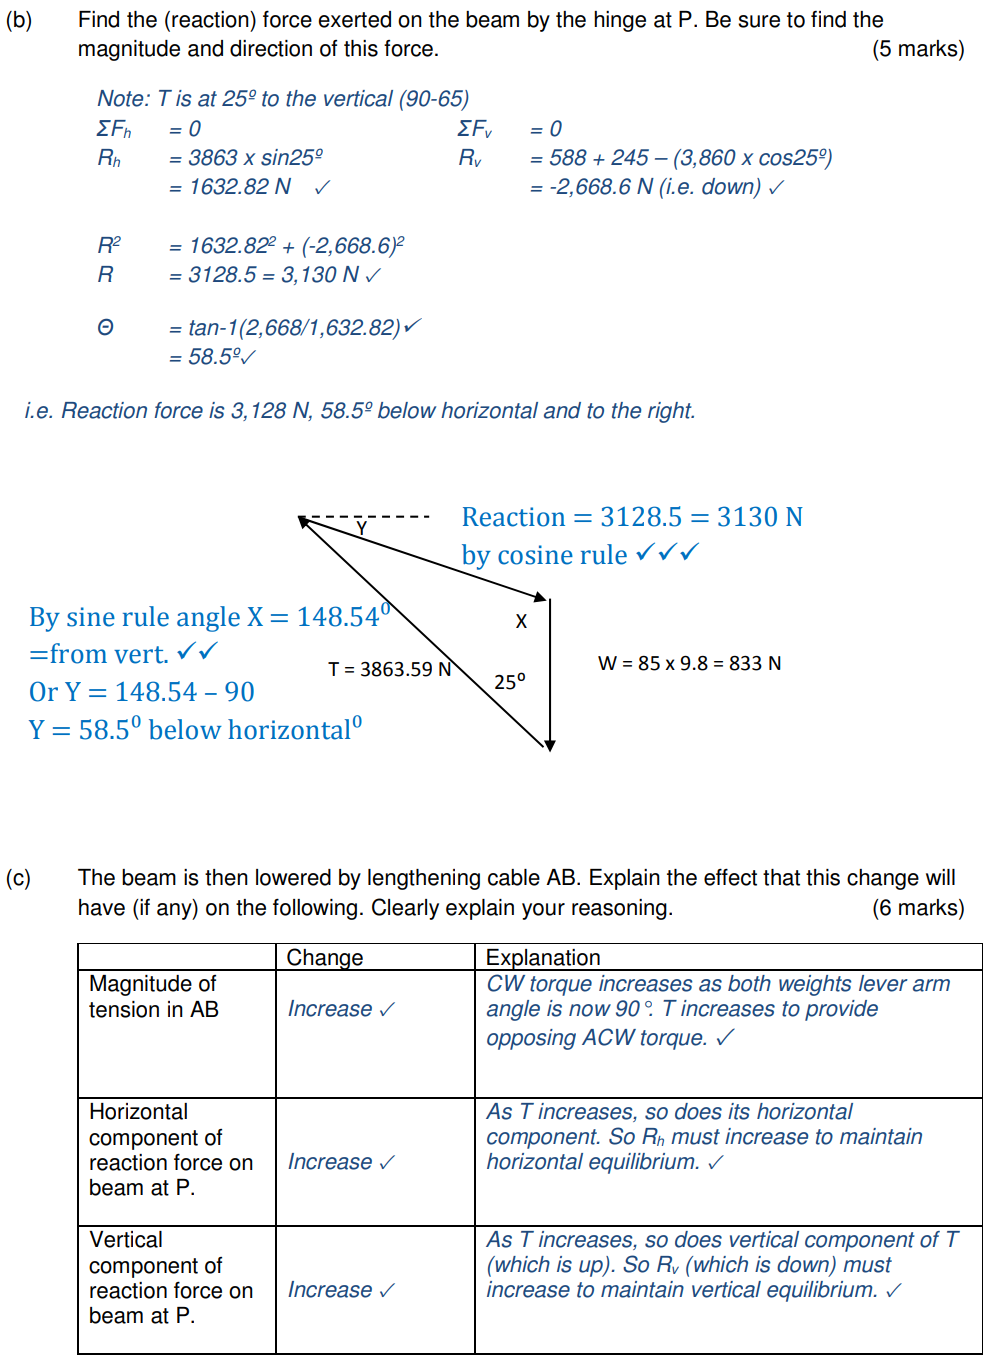 (b) Find the (reaction) force exerted on the beam by the hinge at P. Be sure to find the
magnitude and direction of this force. (5 marks)
Note: T is at 25º to the vertical (90-65)
ΣFh = 0 ΣFv = 0
Rh = 3863 x sin25º Rv = 588 + 245 – (3,860 x cos25º)
= 1632.82 N ✓ = -2,668.6 N (i.e. down) ✓
R² = 1632.82² + (-2,668.6)²
R = 3128.5 = 3,130 N ✓
Θ = tan-1(2,668/1,632.82)✓
= 58.5º✓
i.e. Reaction force is 3,128 N, 58.5º below horizontal and to the right.
Y
Reaction = 3128.5 = 3130 N
by cosine rule ✓✓✓
By sine rule angle X = 148.54⁰
=from vert. ✓✓
Or Y = 148.54 – 90
Y = 58.5⁰ below horizontal⁰
X
T = 3863.59 N
25⁰
W = 85 x 9.8 = 833 N
(c) The beam is then lowered by lengthening cable AB. Explain the effect that this change will
have (if any) on the following. Clearly explain your reasoning. (6 marks)
Change Explanation
Magnitude of
tension in AB
Increase ✓
CW torque increases as both weights lever arm
angle is now 90°. T increases to provide
opposing ACW torque. ✓
Horizontal
component of
reaction force on
beam at P.
Increase ✓
As T increases, so does its horizontal
component. So Rh must increase to maintain
horizontal equilibrium. ✓
Vertical
component of
reaction force on
beam at P.
Increase ✓
As T increases, so does vertical component of T
(which is up). So Rv (which is down) must
increase to maintain vertical equilibrium. ✓